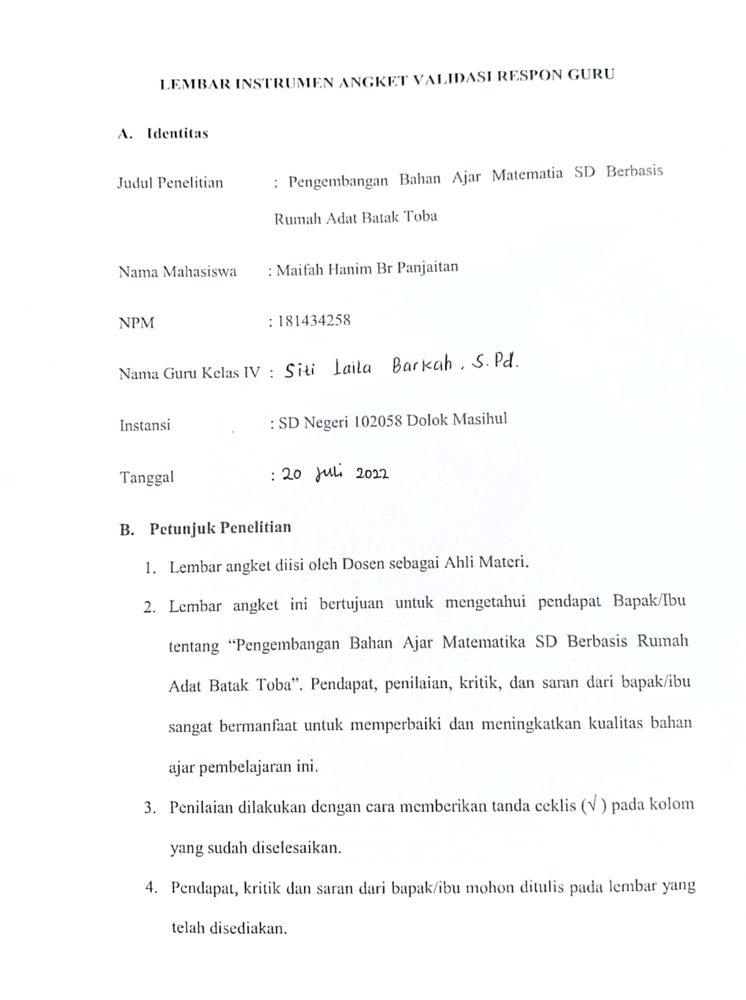 LEMBAR INSTRUMEN ANGKET VALIDASI RESPON GURU
A. Identitas
Judul Penelitian : Pengembangan Bahan Ajar Matematia SD Berbasis
Rumah Adat Batak Toba
Nama Mahasiswa : Maifah Hanim Br Panjaitan
NPM : 181434258
Nama Guru Kelas IV : Siti Laila Barkah, S.Pd.
Instansi : SD Negeri 102058 Dolok Masihul
Tanggal : 20 Juli 2022
B. Petunjuk Penelitian
1. Lembar angket diisi oleh Dosen sebagai Ahli Materi.
2. Lembar angket ini bertujuan untuk mengetahui pendapat Bapak/Ibu
tentang “Pengembangan Bahan Ajar Matematika SD Berbasis Rumah
Adat Batak Toba”. Pendapat, penilaian, kritik, dan saran dari bapak/ibu
sangat bermanfaat untuk memperbaiki dan meningkatkan kualitas bahan
ajar pembelajaran ini.
3. Penilaian dilakukan dengan cara memberikan tanda ceklis (√ ) pada kolom
yang sudah diselesaikan.
4. Pendapat, kritik dan saran dari bapak/ibu mohon ditulis pada lembar yang
telah disediakan.